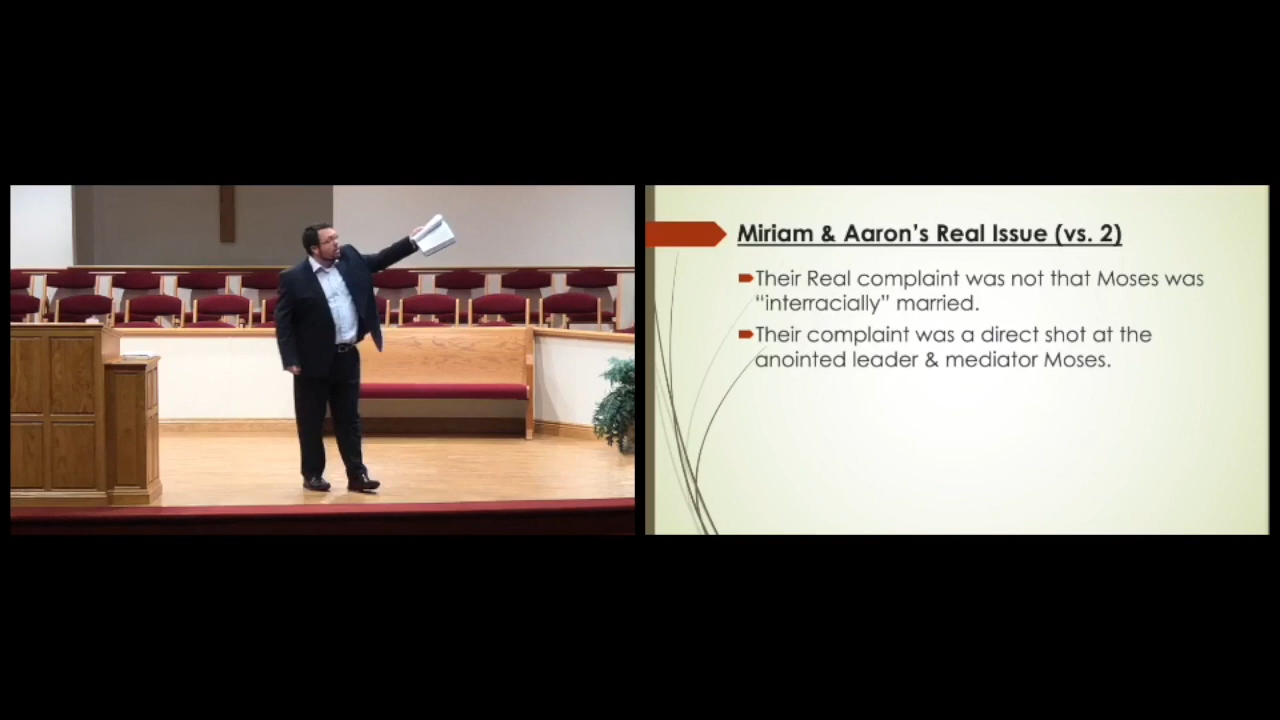 Miriam & Aaron’s Real Issue (vs. 2)
Their Real complaint was not that Moses was
“interracially” married.
Their complaint was a direct shot at the
anointed leader & mediator Moses.